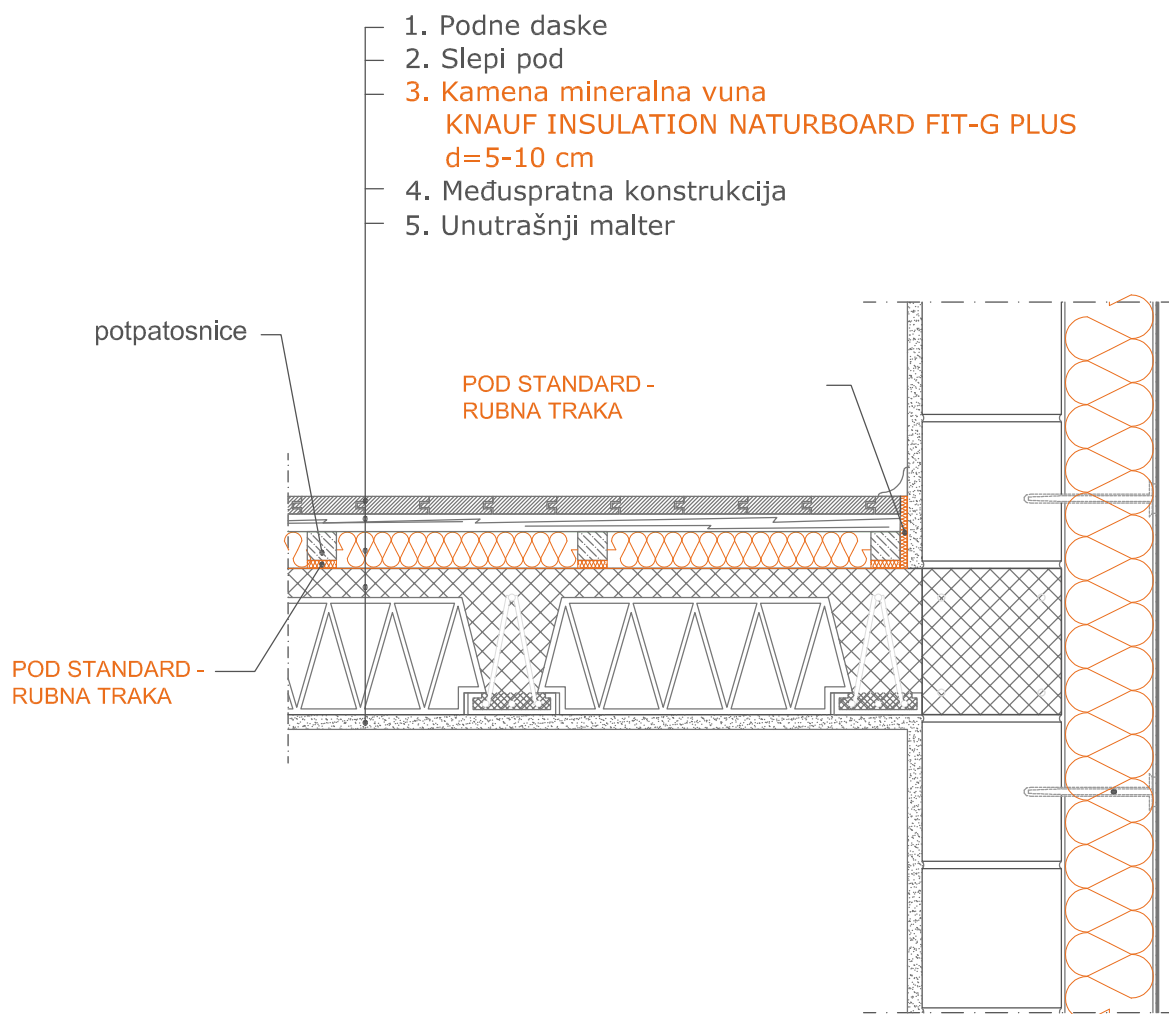 1. Podne daske
2. Slepi pod
3. Kamena mineralna vuna
KNAUF INSULATION NATURBOARD FIT-G PLUS
d=5-10 cm
4. Međuspratna konstrukcija
5. Unutrašnji malter
potpatosnice
POD STANDARD -
RUBNA TRAKA
POD STANDARD -
RUBNA TRAKA